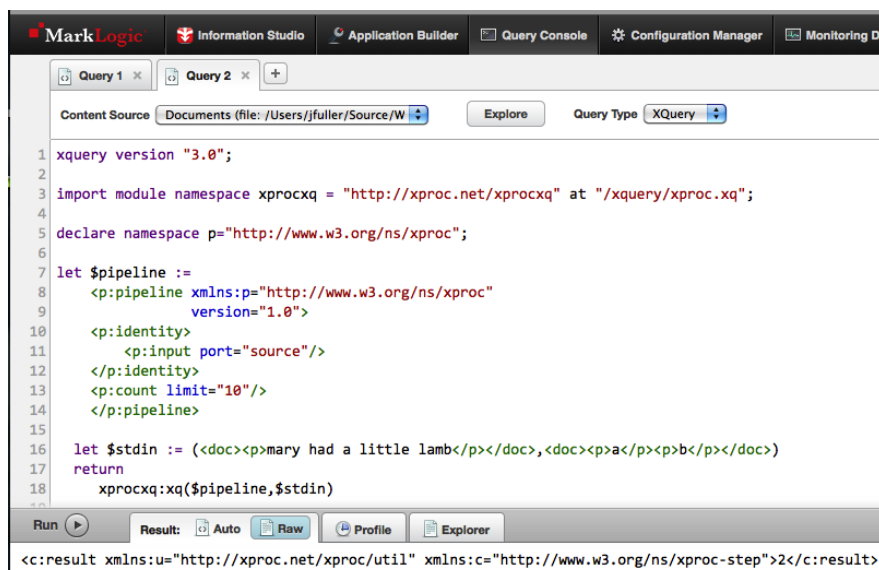 MarkLogic Information Studio Application Builder Query Console Configuration Manager Monitoring D
Query 1 × Query 2 × +
Content Source Documents (file: /Users/jfuller/Source/W Explore Query Type XQuery
1 xquery version "3.0";
2
3 import module namespace xprocxq = "http://xproc.net/xprocxq" at "/xquery/xproc.xq";
4
5 declare namespace p="http://www.w3.org/ns/xproc";
6
7 let $pipeline :=
8 <p:pipeline xmlns:p="http://www.w3.org/ns/xproc"
9 version="1.0">
10 <p:identity>
11 <p:input port="source"/>
12 </p:identity>
13 <p:count limit="10"/>
14 </p:pipeline>
15
16 let $stdin := (<doc><p>mary had a little lamb</p></doc>,<doc><p>a</p><p>b</p></doc>)
17 return
18 xprocxq:xq($pipeline,$stdin)
Run Result: Auto Raw Profile Explorer
<c:result xmlns:u="http://xproc.net/xproc/util" xmlns:c="http://www.w3.org/ns/xproc-step">2</c:result>